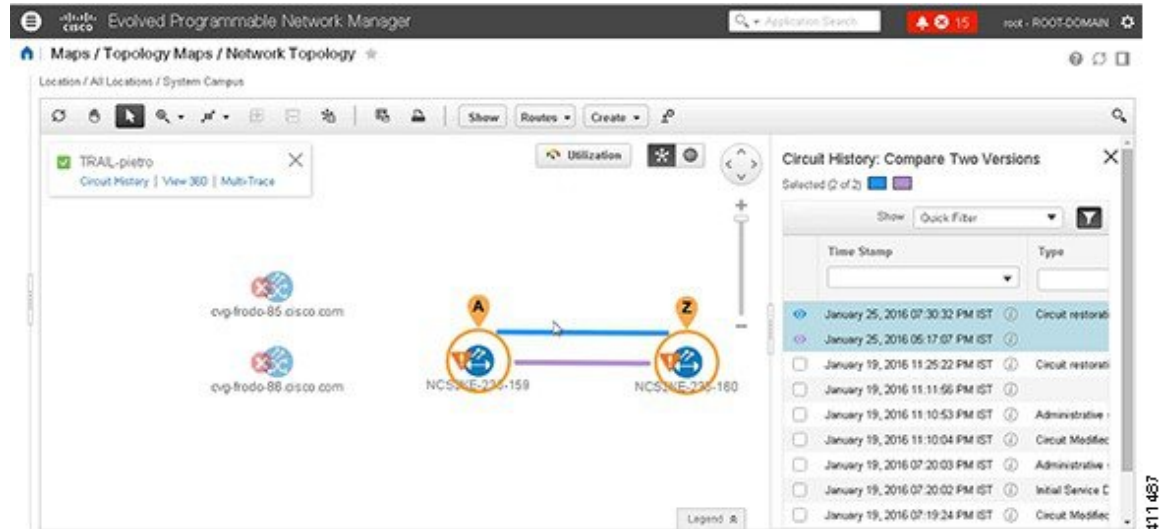 cisco Evolved Programmable Network Manager
Application Search
15
root - ROOT-DOMAIN
Maps / Topology Maps / Network Topology
Location / All Locations / System Campus
Show
Routes
Create
TRAIL-pietro
Circuit History | View 360 | Multi-Trace
Utilization
cvg-frodo-85.cisco.com
cvg-frodo-88.cisco.com
A
Z
Legend
Circuit History: Compare Two Versions
Selected (2 of 2)
Show Quick Filter
Time Stamp Type
January 25, 2016 07:30:32 PM IST Circuit restorati
January 25, 2016 05:17:07 PM IST
January 19, 2016 11:25:22 PM IST Circuit restorati
January 19, 2016 11:11:56 PM IST
January 19, 2016 11:10:53 PM IST Administrative
January 19, 2016 11:10:04 PM IST Circuit Modified
January 19, 2016 07:20:03 PM IST Administrative
January 19, 2016 07:20:02 PM IST Initial Service D
January 19, 2016 07:19:24 PM IST Circuit Modified
411487